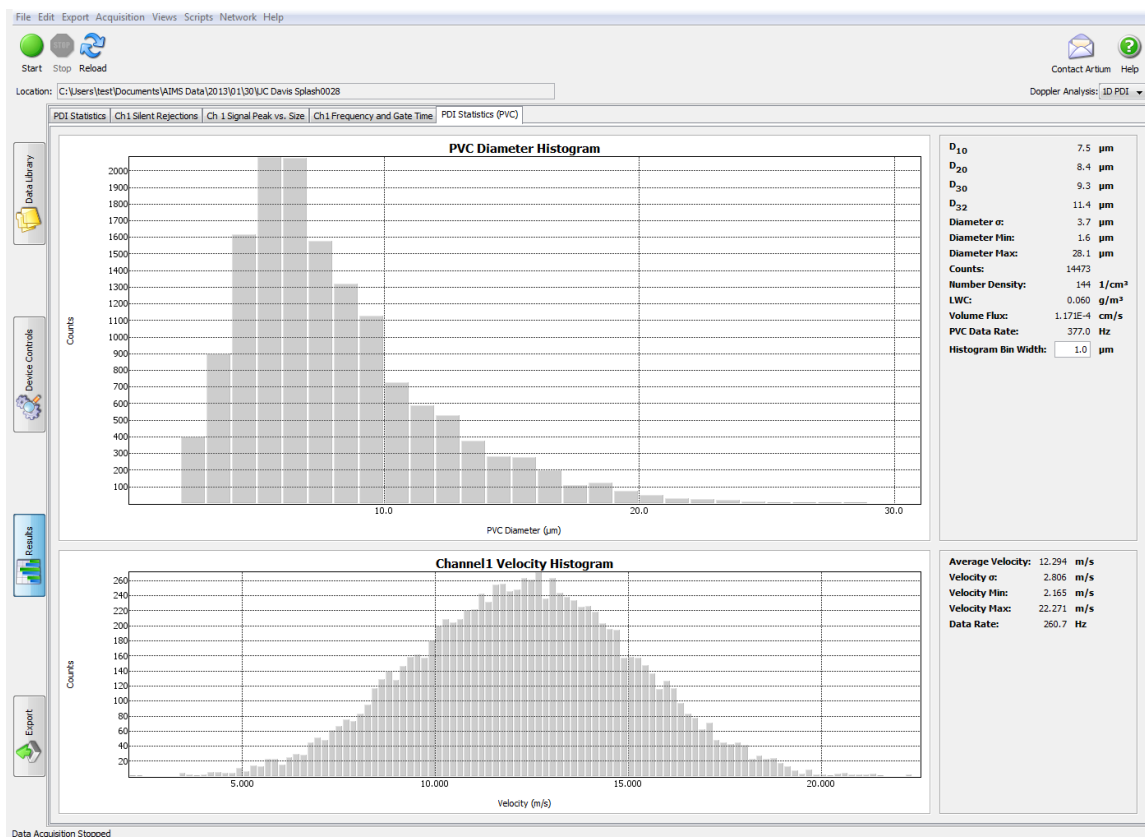 File Edit Export Acquisition Views Scripts Network Help
STOP
Start Stop Reload
Contact Artium Help
Location: C:\Users\test\Documents\AIMS Data\2013\01\30\UC Davis Splash0028
Doppler Analysis: 1D PDI
PDI Statistics Ch1 Silent Rejections Ch 1 Signal Peak vs. Size Ch1 Frequency and Gate Time PDI Statistics (PVC)
Data Library
Device Controls
Results
Export
PVC Diameter Histogram
Counts
2000
1900
1800
1700
1600
1500
1400
1300
1200
1100
1000
900
800
700
600
500
400
300
200
100
10.0 20.0 30.0
PVC Diameter (µm)
D10 7.5 µm
D20 8.4 µm
D30 9.3 µm
D32 11.4 µm
Diameter σ: 3.7 µm
Diameter Min: 1.6 µm
Diameter Max: 28.1 µm
Counts: 14473
Number Density: 144 1/cm³
LWC: 0.060 g/m³
Volume Flux: 1.171E-4 cm/s
PVC Data Rate: 377.0 Hz
Histogram Bin Width: 1.0 µm
Channel1 Velocity Histogram
Counts
260
240
220
200
180
160
140
120
100
80
60
40
20
5.000 10.000 15.000 20.000
Velocity (m/s)
Average Velocity: 12.294 m/s
Velocity σ: 2.806 m/s
Velocity Min: 2.165 m/s
Velocity Max: 22.271 m/s
Data Rate: 260.7 Hz
Data Acquisition Stopped